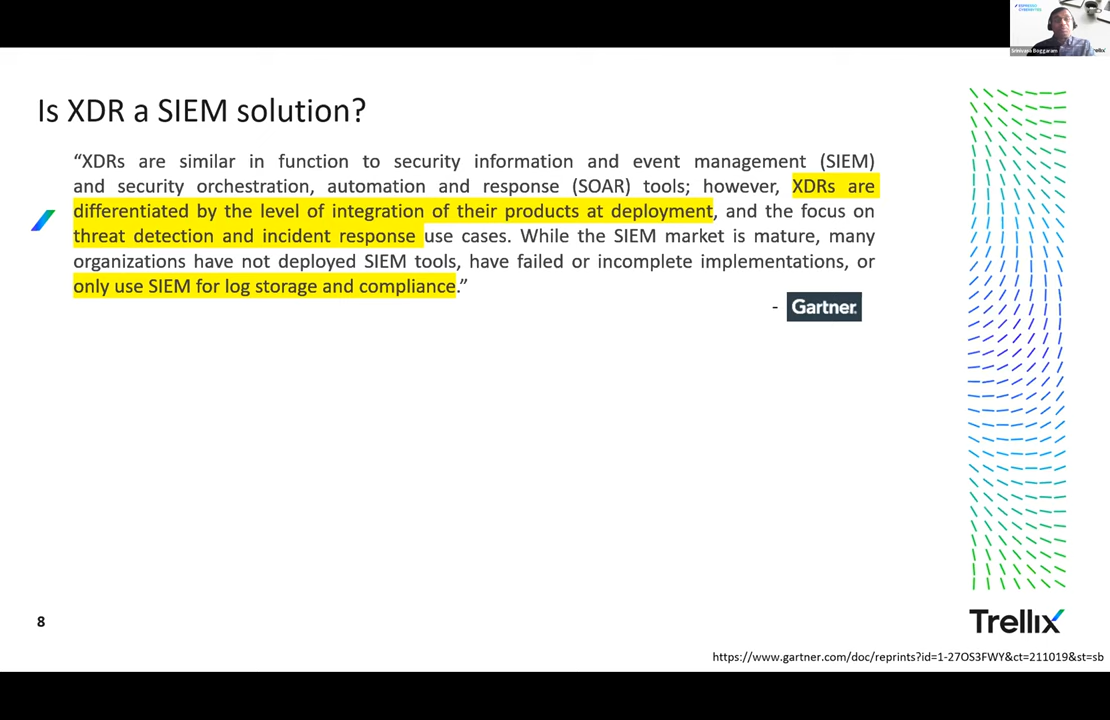 Srinivasa Boggaram
Is XDR a SIEM solution?
“XDRs are similar in function to security information and event management (SIEM)
and security orchestration, automation and response (SOAR) tools; however, XDRs are
differentiated by the level of integration of their products at deployment, and the focus on
threat detection and incident response use cases. While the SIEM market is mature, many
organizations have not deployed SIEM tools, have failed or incomplete implementations, or
only use SIEM for log storage and compliance.”
- Gartner.
8
Trellix
https://www.gartner.com/doc/reprints?id=1-27OS3FWY&ct=211019&st=sb